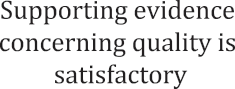 Supporting evidence
concerning quality is
satisfactory